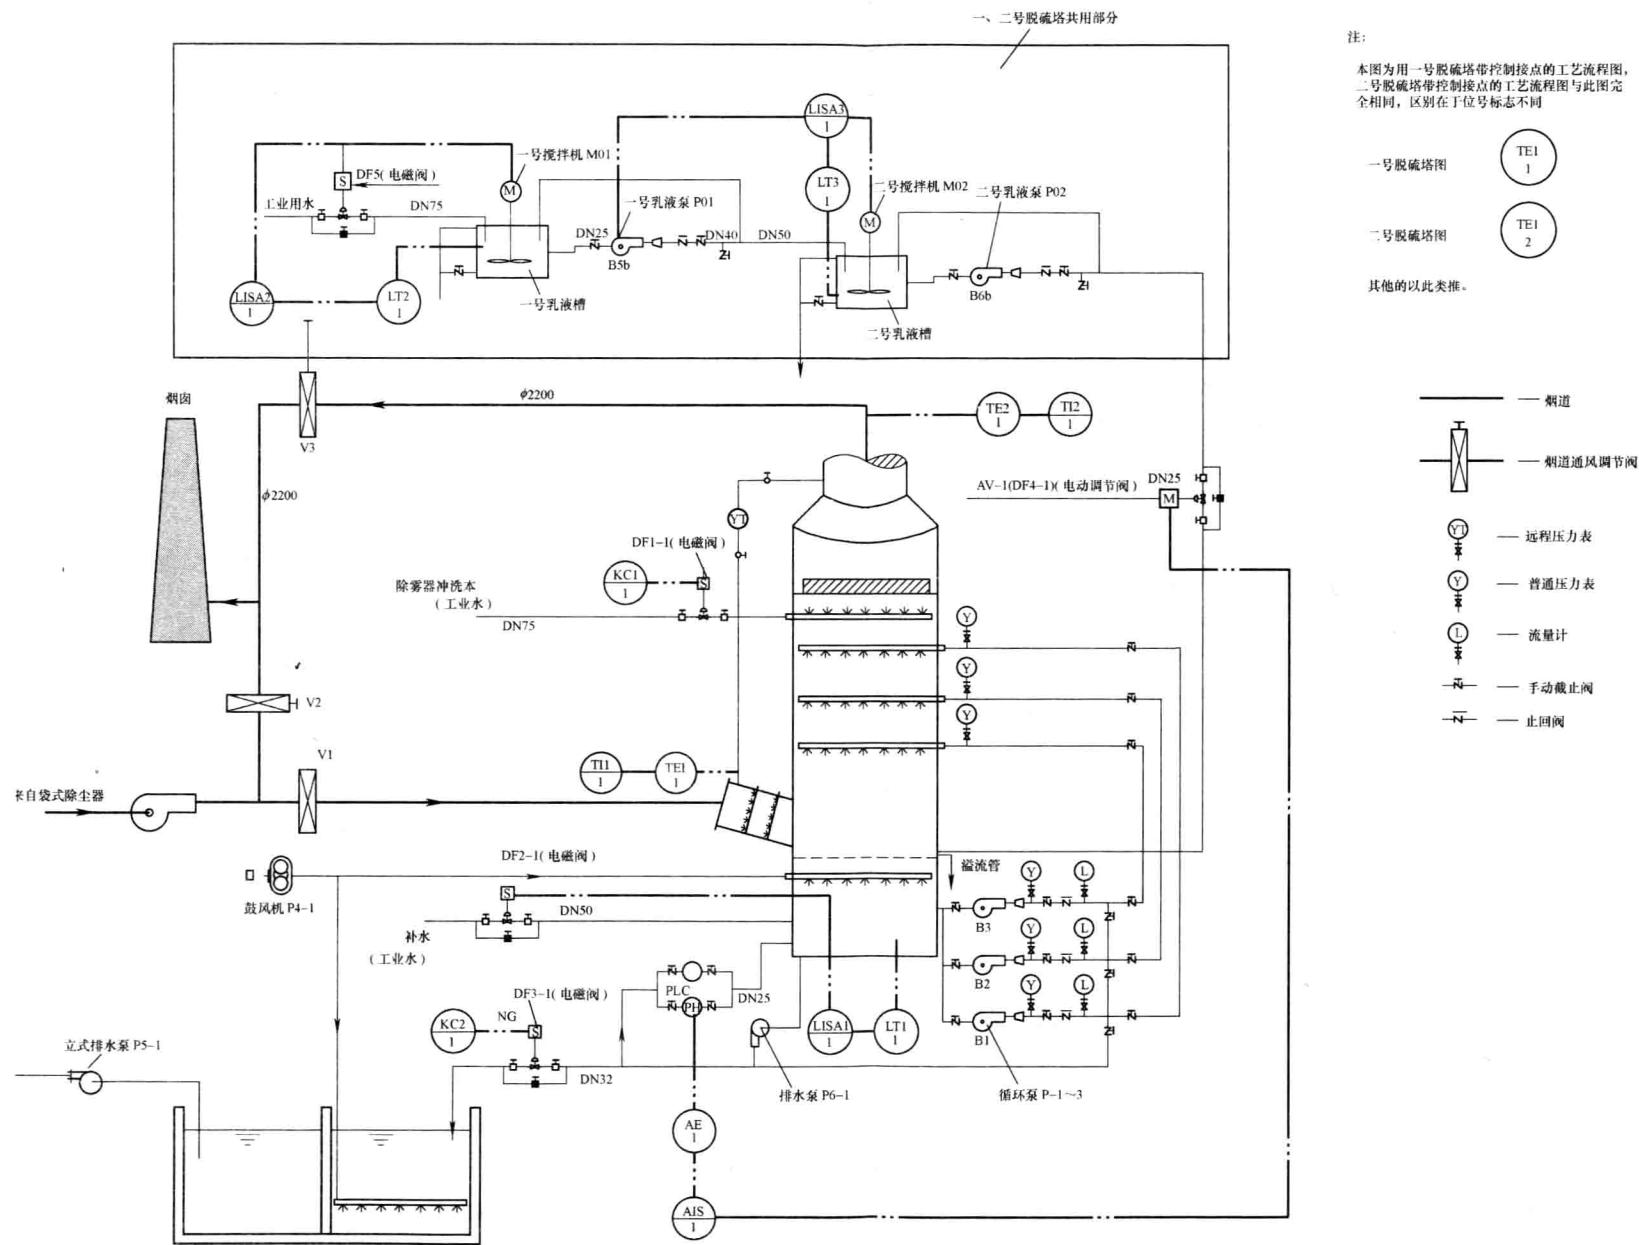 一、二号脱硫塔共用部分
注:
本图为用一号脱硫塔带控制接点的工艺流程图,
二号脱硫塔带控制接点的工艺流程图与此图完
全相同，区别在于位号标志不同
一号脱硫塔图
TE1
1
二号脱硫塔图
TE1
2
其他的以此类推。
LISA3
1
一号搅拌机 M01
DF5(电磁阀)
S
M
LT3
1
二号搅拌机 M02
二号乳液泵 P02
一号乳液泵 P01
工业用水
DN75
M
DN25
DN40
DN50
B5b
B6b
LISA2
1
LT2
1
一号乳液槽
二号乳液槽
烟囱
V3
ϕ2200
TE2
1
TI2
1
烟道
烟道通风调节阀
YT
远程压力表
Y
普通压力表
L
流量计
手动截止阀
止回阀
ϕ2200
AV-1(DF4-1)(电动调节阀)
DN25
M
YT
DF1-1(电磁阀)
KC1
1
S
除雾器冲洗本
(工业水)
DN75
Y
Y
Y
V2
V1
TI1
1
TE1
1
来自袋式除尘器
DF2-1(电磁阀)
溢流管
鼓风机 P4-1
S
DN50
补水
(工业水)
Y
L
B3
Y
L
B2
Y
L
B1
PLC
PH
DN25
DF3-1(电磁阀)
KC2
1
NG
S
LISA1
1
LT1
1
立式排水泵 P5-1
DN32
排水泵 P6-1
循环泵 P-1～3
AE
1
AIS
1